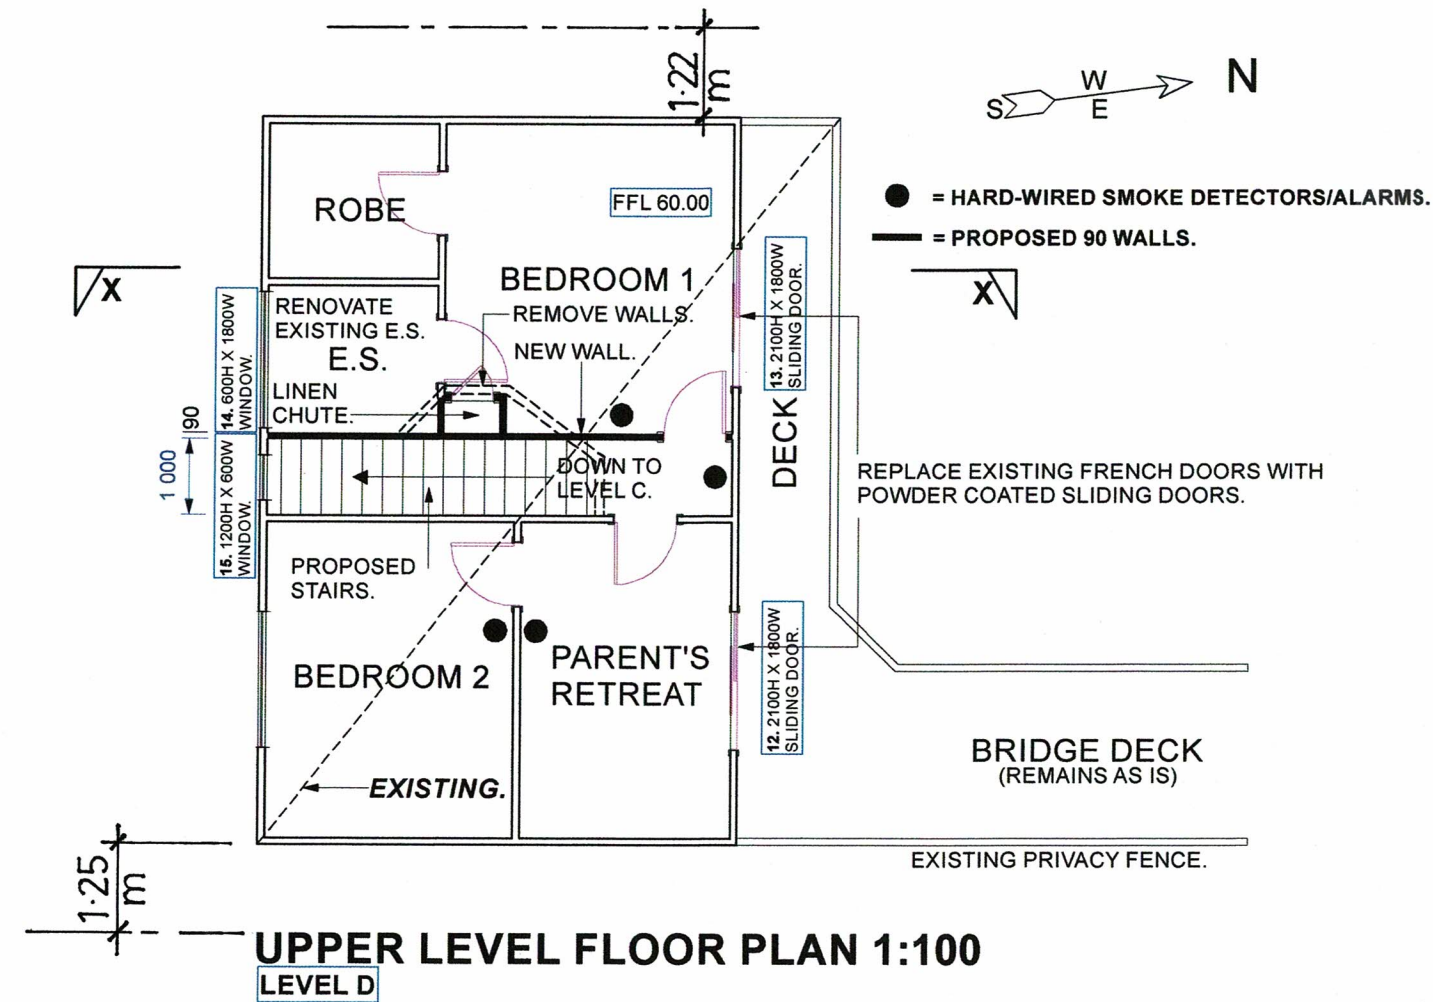 1·22 m
N
W
S
E
FFL 60.00
ROBE
= HARD-WIRED SMOKE DETECTORS/ALARMS.
= PROPOSED 90 WALLS.
BEDROOM 1
X
X
RENOVATE
EXISTING E.S.
E.S.
REMOVE WALLS.
NEW WALL.
LINEN
CHUTE.
14. 600H X 1800W
WINDOW.
13. 2100H X 1800W
SLIDING DOOR.
90
1 000
15. 1200H X 600W
WINDOW.
DOWN TO
LEVEL C.
DECK
REPLACE EXISTING FRENCH DOORS WITH
POWDER COATED SLIDING DOORS.
PROPOSED
STAIRS.
BEDROOM 2
PARENT'S
RETREAT
12. 2100H X 1800W
SLIDING DOOR.
EXISTING.
BRIDGE DECK
(REMAINS AS IS)
EXISTING PRIVACY FENCE.
1·25 m
UPPER LEVEL FLOOR PLAN 1:100
LEVEL D